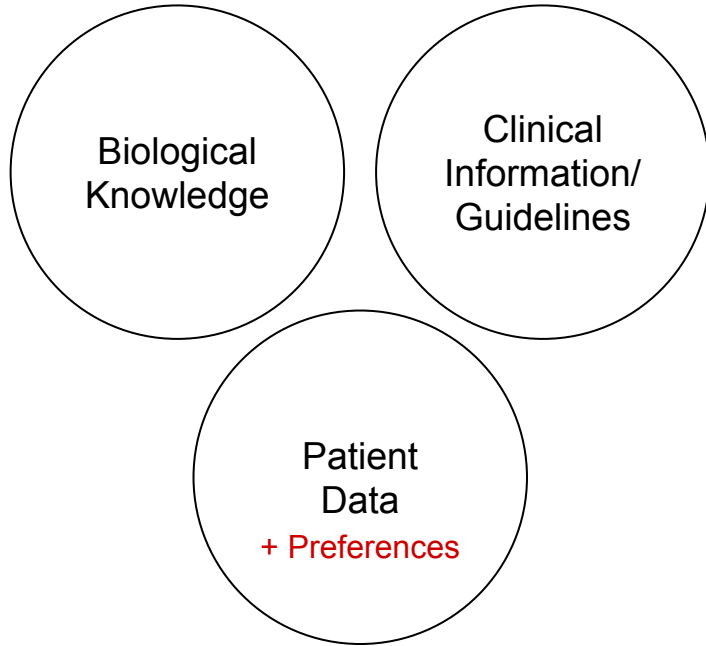 Biological
Knowledge
Clinical
Information/
Guidelines
Patient
Data
+ Preferences